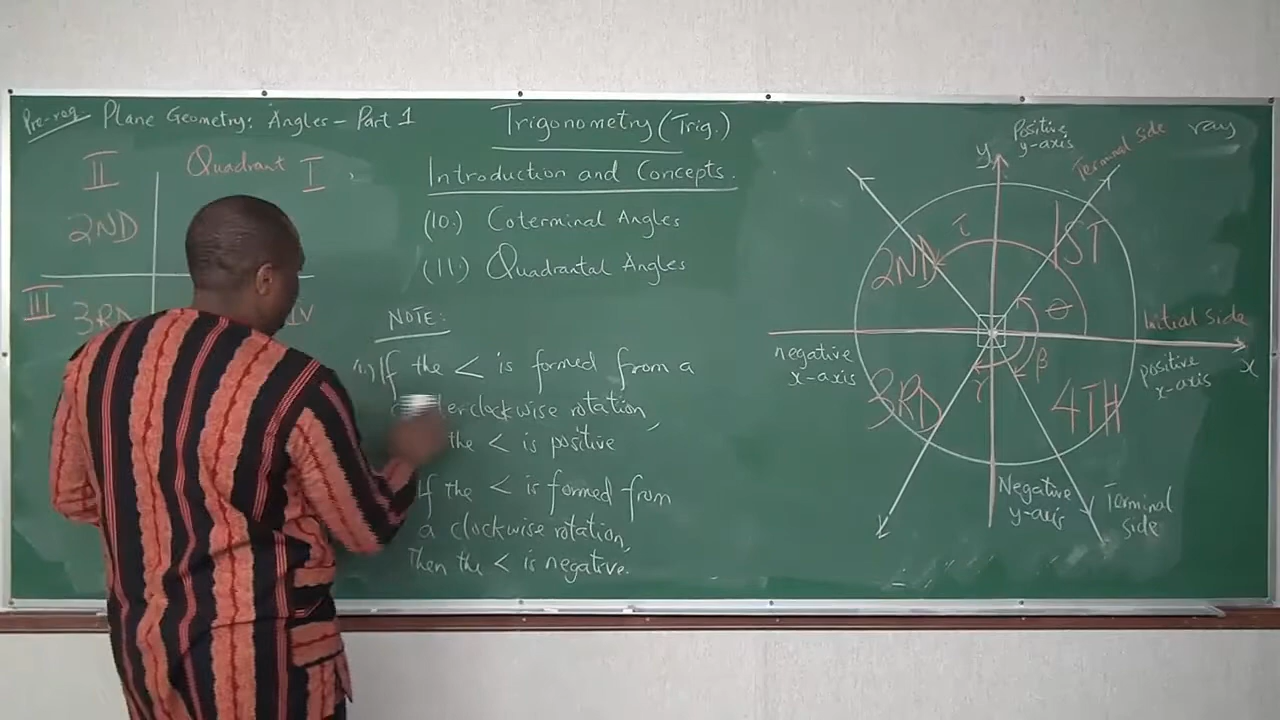 Pre-req Plane Geometry: Angles - Part 1
II Quadrant I
2ND
III 3RD IV
Trigonometry (Trig.)
Introduction and Concepts.
(10.) Coterminal Angles
(11.) Quadrantal Angles
NOTE:
If the < is formed from a
clockwise rotation,
the < is positive
If the < is formed from
a clockwise rotation,
Then the < is negative.
y Positive
y-axis
Terminal side
ray
2ND τ 1ST
θ
Initial side
negative
x-axis
positive
x-axis
x
3RD γ β 4TH
Negative
y-axis
Terminal
side